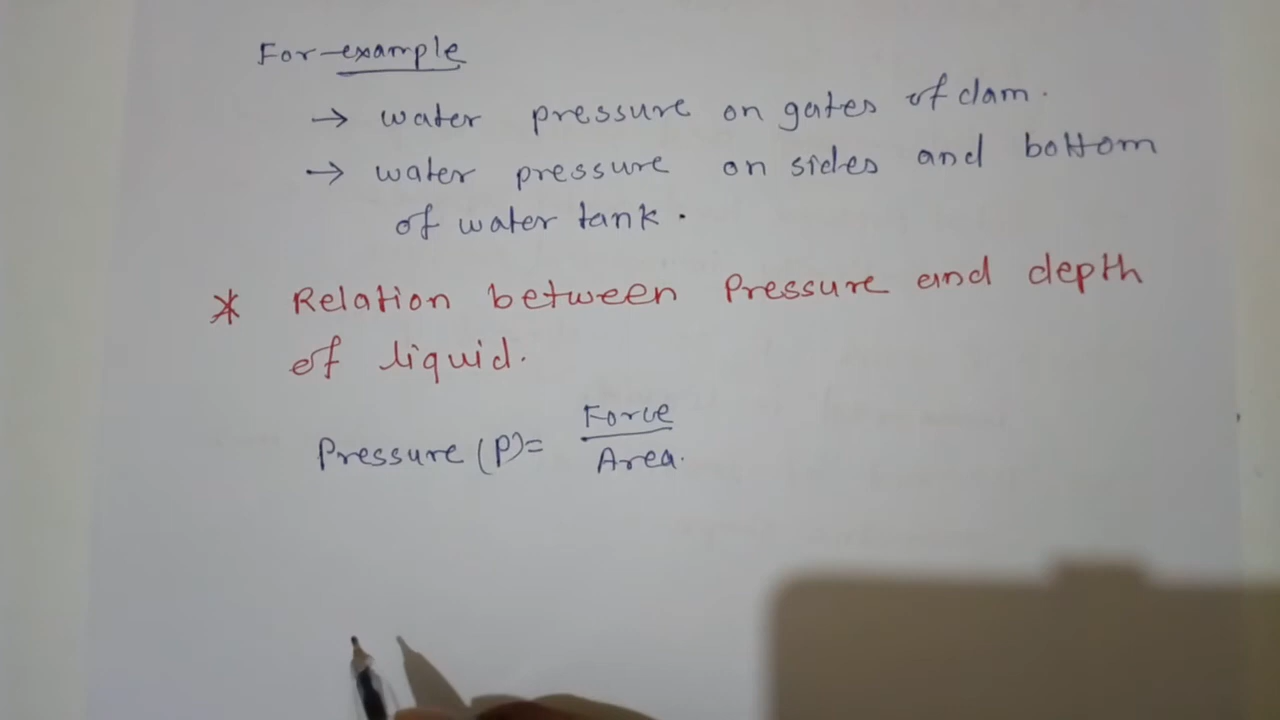 For-example
→ water pressure on gates of dam.
→ water pressure on sides and bottom
of water tank.
* Relation between Pressure and depth
of liquid.
Pressure (P) = Force
Area.